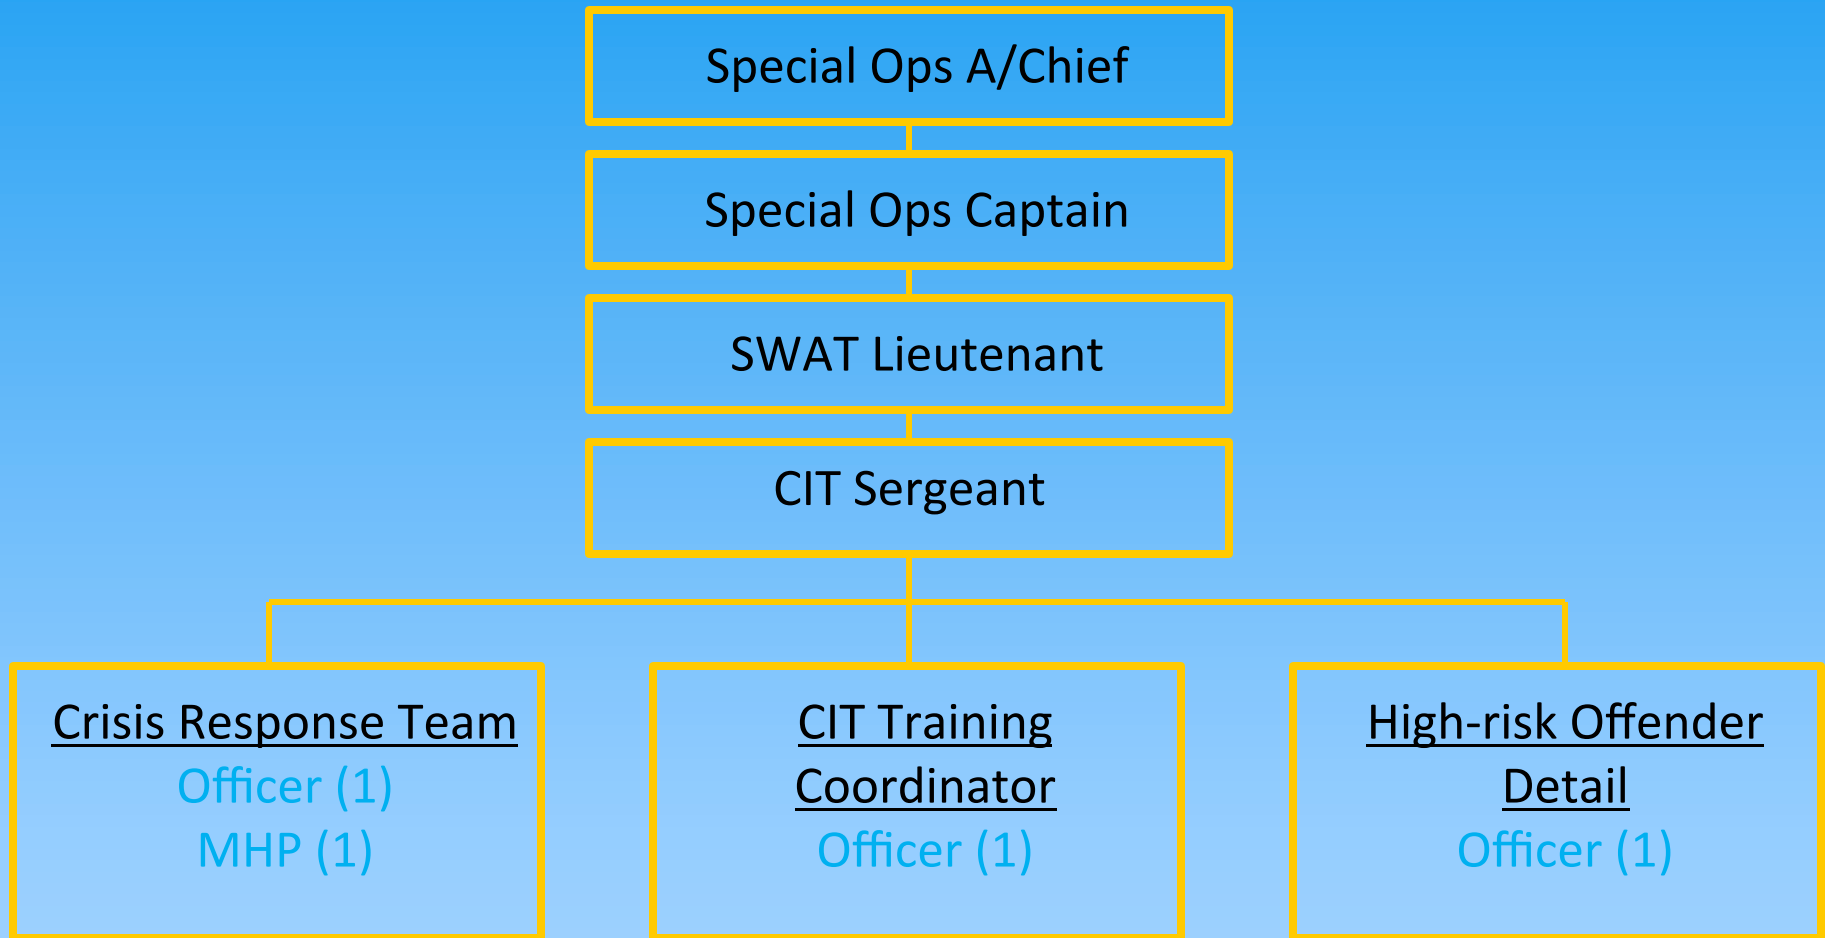 Special Ops A/Chief
Special Ops Captain
SWAT Lieutenant
CIT Sergeant
Crisis Response Team
Officer (1)
MHP (1)
CIT Training
Coordinator
Officer (1)
High-risk Offender
Detail
Officer (1)